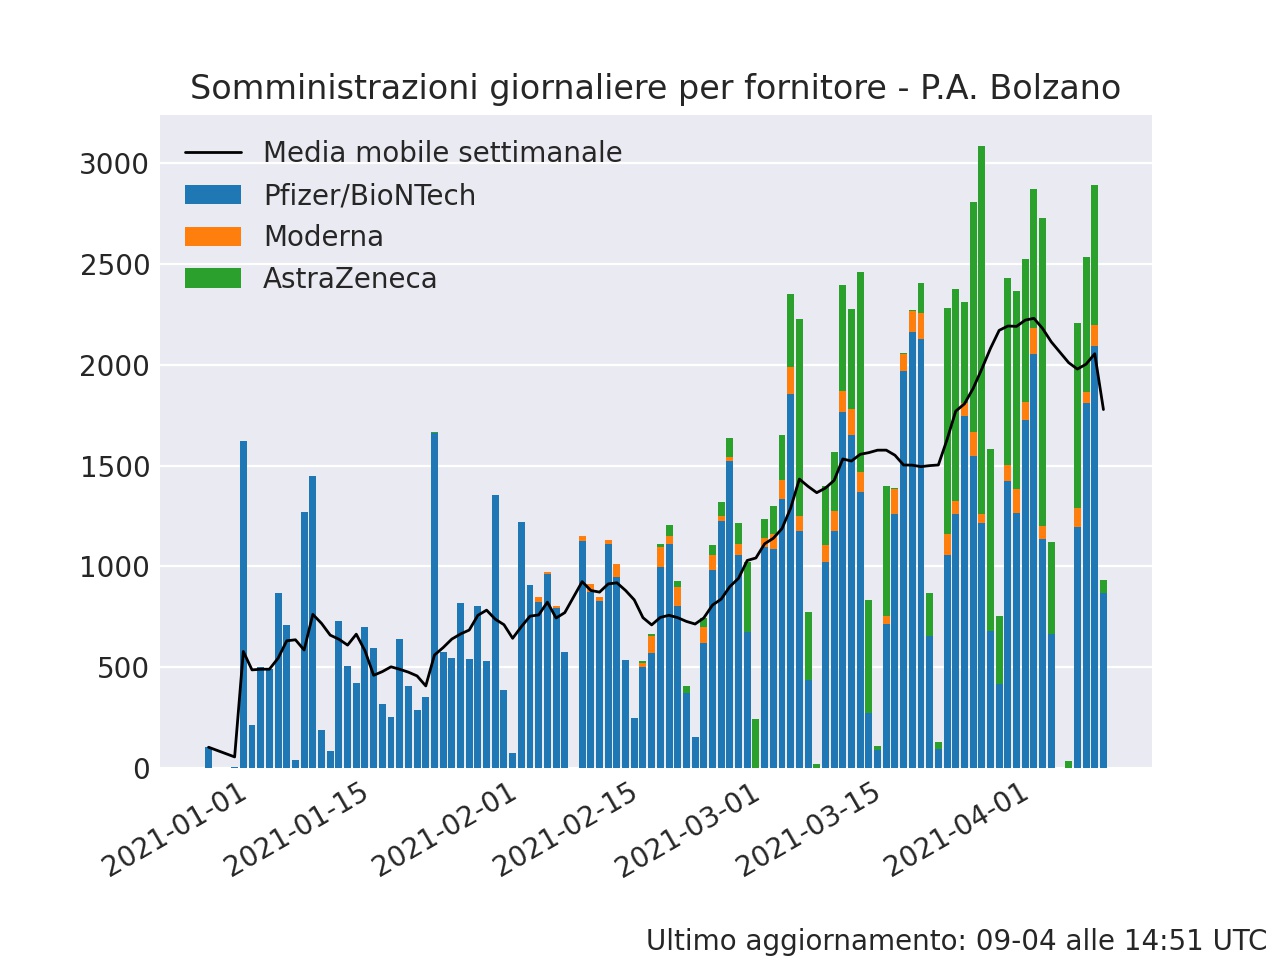 Somministrazioni giornaliere per fornitore - P.A. Bolzano
Media mobile settimanale
Pfizer/BioNTech
Moderna
AstraZeneca
3000
2500
2000
1500
1000
500
0
2021-01-01
2021-01-15
2021-02-01
2021-02-15
2021-03-01
2021-03-15
2021-04-01
Ultimo aggiornamento: 09-04 alle 14:51 UTC